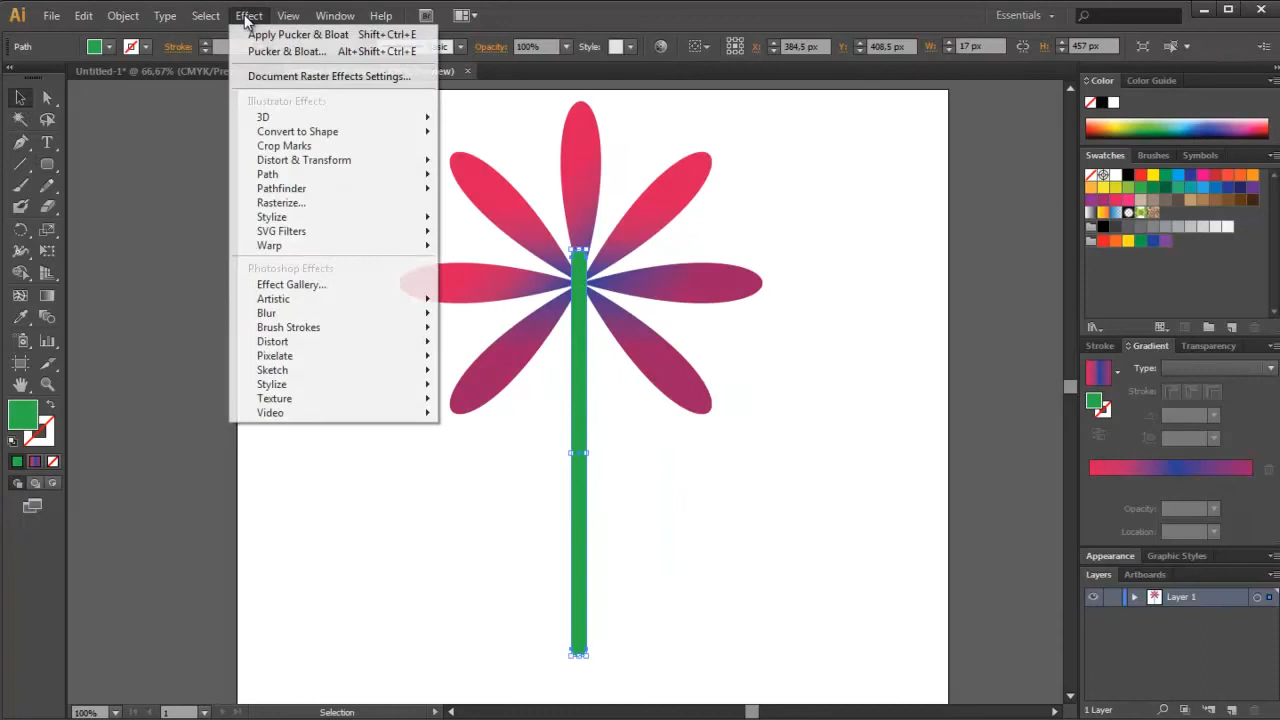 Ai File Edit Object Type Select Effect View Window Help Br Essentials
Path Stroke: Basic Opacity: 100% Style: X: 384,5 px Y: 408,5 px W: 17 px H: 457 px
Untitled-1* @ 66,67% (CMYK/Pre view)
Apply Pucker & Bloat Shift+Ctrl+E
Pucker & Bloat... Alt+Shift+Ctrl+E
Document Raster Effects Settings...
Illustrator Effects
3D
Convert to Shape
Crop Marks
Distort & Transform
Path
Pathfinder
Rasterize...
Stylize
SVG Filters
Warp
Photoshop Effects
Effect Gallery...
Artistic
Blur
Brush Strokes
Distort
Pixelate
Sketch
Stylize
Texture
Video
Color Color Guide
Swatches Brushes Symbols
Stroke Gradient Transparency
Type:
Stroke:
Opacity:
Location:
Appearance Graphic Styles
Layers Artboards
Layer 1
1 Layer
100% 1 Selection